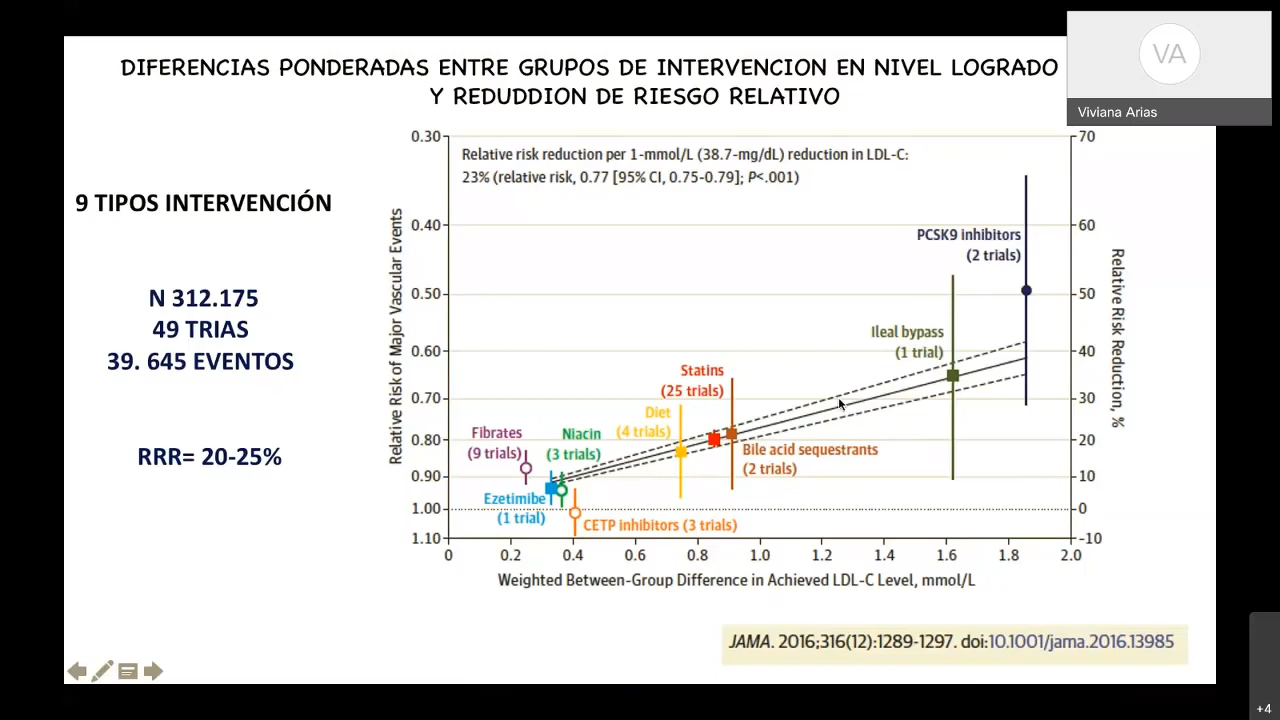 DIFERENCIAS PONDERADAS ENTRE GRUPOS DE INTERVENCION EN NIVEL LOGRADO
Y REDUDDION DE RIESGO RELATIVO
VA
Viviana Arias
9 TIPOS INTERVENCIÓN
N 312.175
49 TRIAS
39. 645 EVENTOS
RRR= 20-25%
Relative risk reduction per 1-mmol/L (38.7-mg/dL) reduction in LDL-C:
23% (relative risk, 0.77 [95% CI, 0.75-0.79]; P<.001)
Relative Risk of Major Vascular Events
0.30
0.40
0.50
0.60
0.70
0.80
0.90
1.00
1.10
PCSK9 inhibitors
(2 trials)
Ileal bypass
(1 trial)
Statins
(25 trials)
Diet
(4 trials)
Bile acid sequestrants
(2 trials)
Fibrates
(9 trials)
Niacin
(3 trials)
Ezetimibe
(1 trial)
CETP inhibitors (3 trials)
70
60
50
40
30
20
10
0
-10
Relative Risk Reduction, %
0 0.2 0.4 0.6 0.8 1.0 1.2 1.4 1.6 1.8 2.0
Weighted Between-Group Difference in Achieved LDL-C Level, mmol/L
JAMA. 2016;316(12):1289-1297. doi:10.1001/jama.2016.13985
+4